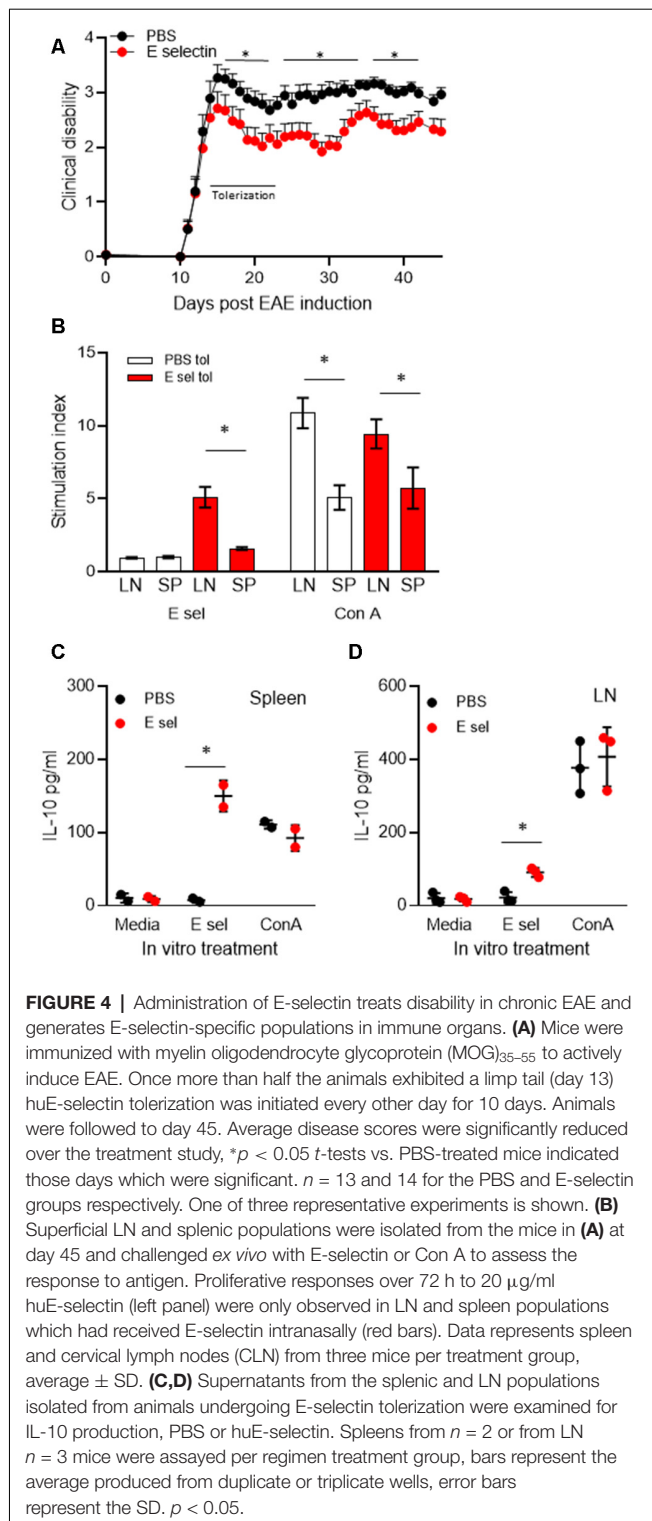 A
PBS
E selectin
* * *
4
3
2
1
0
Clinical disability
Tolerization
0 10 20 30 40
Days post EAE induction
B
PBS tol
E sel tol
15
10
5
0
Stimulation index
* * *
LN SP LN SP LN SP LN SP
E sel Con A
C
PBS
E sel
Spleen
300
200
100
0
IL-10 pg/ml
*
Media E sel ConA
In vitro treatment
D
PBS
E sel
LN
600
400
200
0
IL-10 pg/ml
*
Media E sel ConA
In vitro treatment
FIGURE 4 | Administration of E-selectin treats disability in chronic EAE and
generates E-selectin-specific populations in immune organs. (A) Mice were
immunized with myelin oligodendrocyte glycoprotein (MOG)35–55 to actively
induce EAE. Once more than half the animals exhibited a limp tail (day 13)
huE-selectin tolerization was initiated every other day for 10 days. Animals
were followed to day 45. Average disease scores were significantly reduced
over the treatment study, *p < 0.05 t-tests vs. PBS-treated mice indicated
those days which were significant. n = 13 and 14 for the PBS and E-selectin
groups respectively. One of three representative experiments is shown. (B)
Superficial LN and splenic populations were isolated from the mice in (A) at
day 45 and challenged ex vivo with E-selectin or Con A to assess the
response to antigen. Proliferative responses over 72 h to 20 µg/ml
huE-selectin (left panel) were only observed in LN and spleen populations
which had received E-selectin intranasally (red bars). Data represents spleen
and cervical lymph nodes (CLN) from three mice per treatment group,
average ± SD. (C,D) Supernatants from the splenic and LN populations
isolated from animals undergoing E-selectin tolerization were examined for
IL-10 production, PBS or huE-selectin. Spleens from n = 2 or from LN
n = 3 mice were assayed per regimen treatment group, bars represent the
average produced from duplicate or triplicate wells, error bars
represent the SD. p < 0.05.